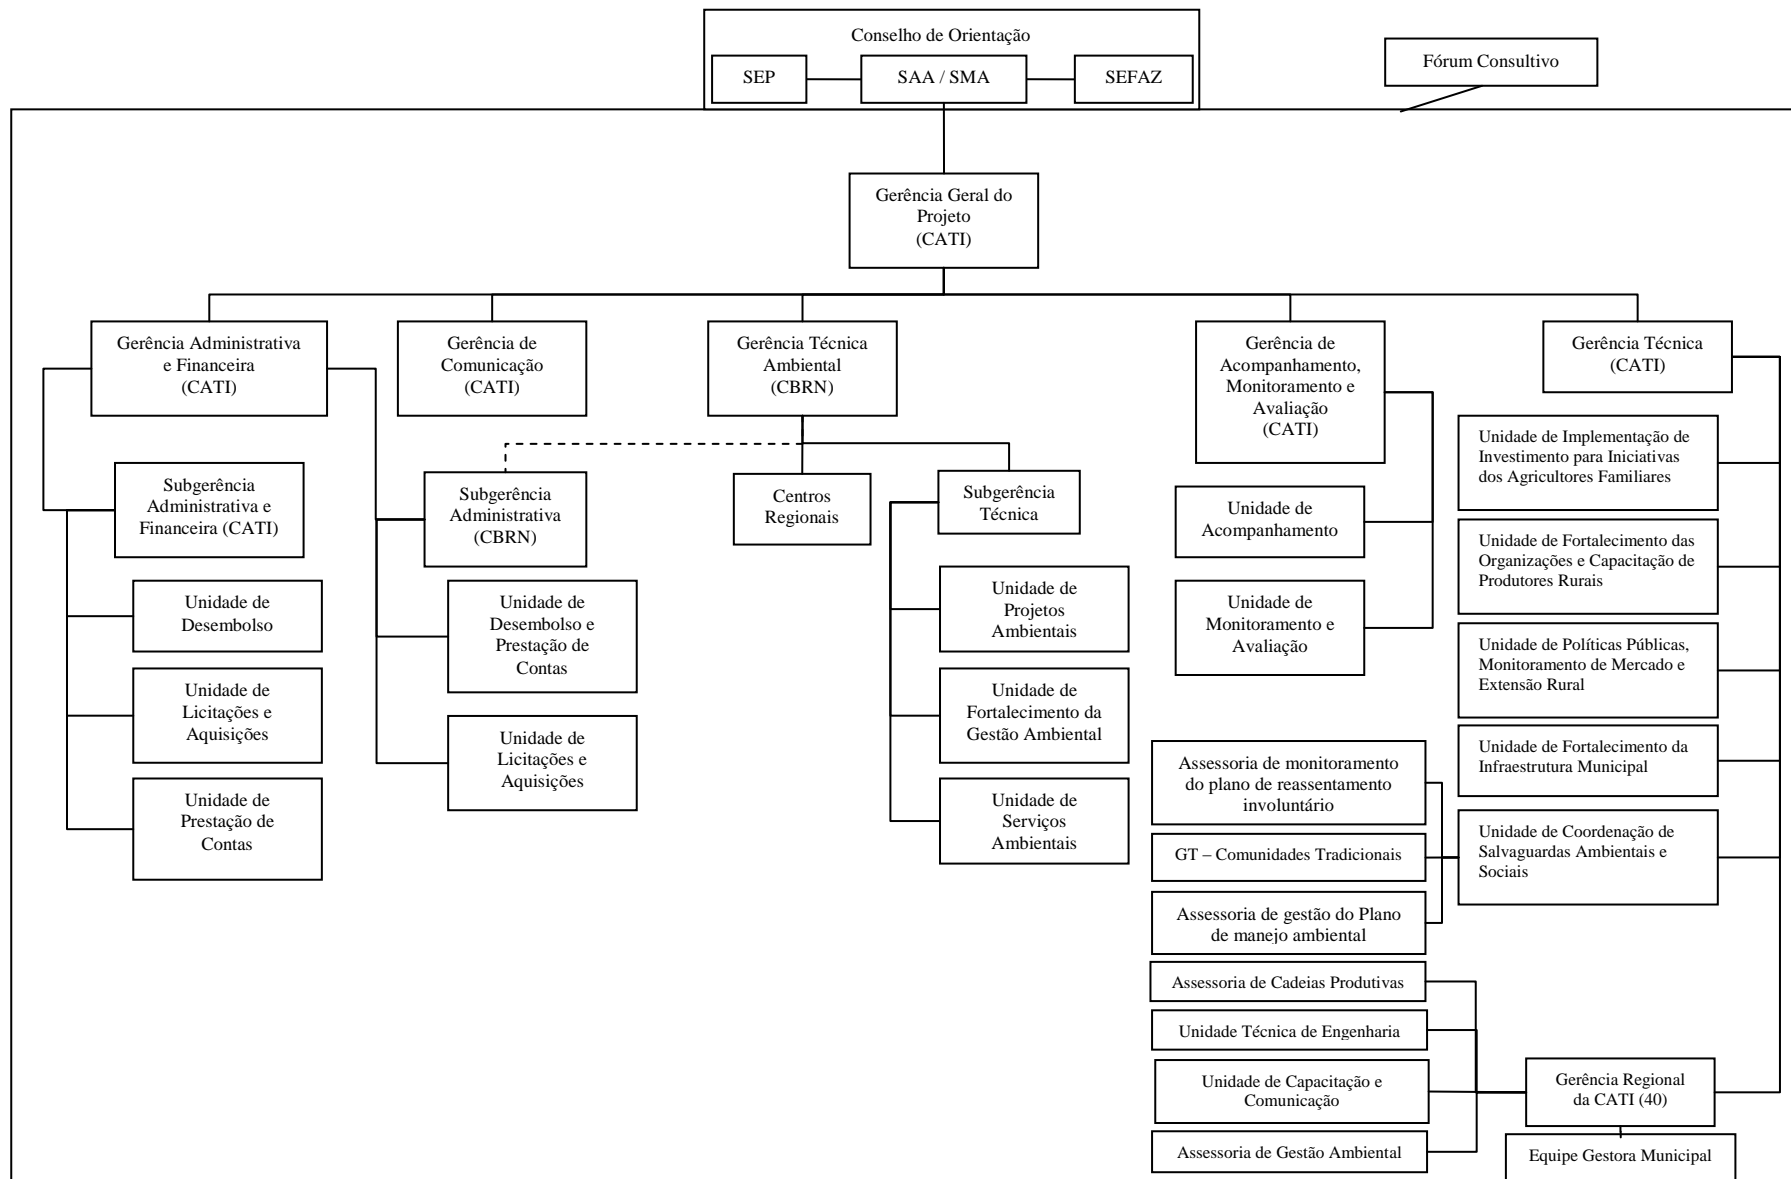 Conselho de Orientação
SEP
SAA / SMA
SEFAZ
Fórum Consultivo
Gerência Geral do
Projeto
(CATI)
Gerência Administrativa
e Financeira
(CATI)
Gerência de
Comunicação
(CATI)
Gerência Técnica
Ambiental
(CBRN)
Gerência
de Acompanhamento,
Monitoramento e
Avaliação
(CATI)
Gerência Técnica
(CATI)
Subgerência
Administrativa e
Financeira (CATI)
Unidade de
Desembolso
Unidade de
Licitações e
Aquisições
Unidade de
Prestação de
Contas
Subgerência
Administrativa
(CBRN)
Unidade de
Desembolso e
Prestação de
Contas
Unidade de
Licitações e
Aquisições
Centros
Regionais
Subgerência
Técnica
Unidade de
Projetos
Ambientais
Unidade de
Fortalecimento da
Gestão Ambiental
Unidade de
Serviços
Ambientais
Unidade de
Acompanhamento
Unidade de
Monitoramento e
Avaliação
Unidade de Implementação de
Investimento para Iniciativas
dos Agricultores Familiares
Unidade de Fortalecimento das
Organizações e Capacitação de
Produtores Rurais
Unidade de Políticas Públicas,
Monitoramento de Mercado e
Extensão Rural
Unidade de Fortalecimento da
Infraestrutura Municipal
Unidade de Coordenação de
Salvaguardas Ambientais e
Sociais
Assessoria de monitoramento
do plano de reassentamento
involuntário
GT – Comunidades Tradicionais
Assessoria de gestão do Plano
de manejo ambiental
Assessoria de Cadeias Produtivas
Unidade Técnica de Engenharia
Unidade de Capacitação e
Comunicação
Assessoria de Gestão Ambiental
Gerência Regional
da CATI (40)
Equipe Gestora Municipal